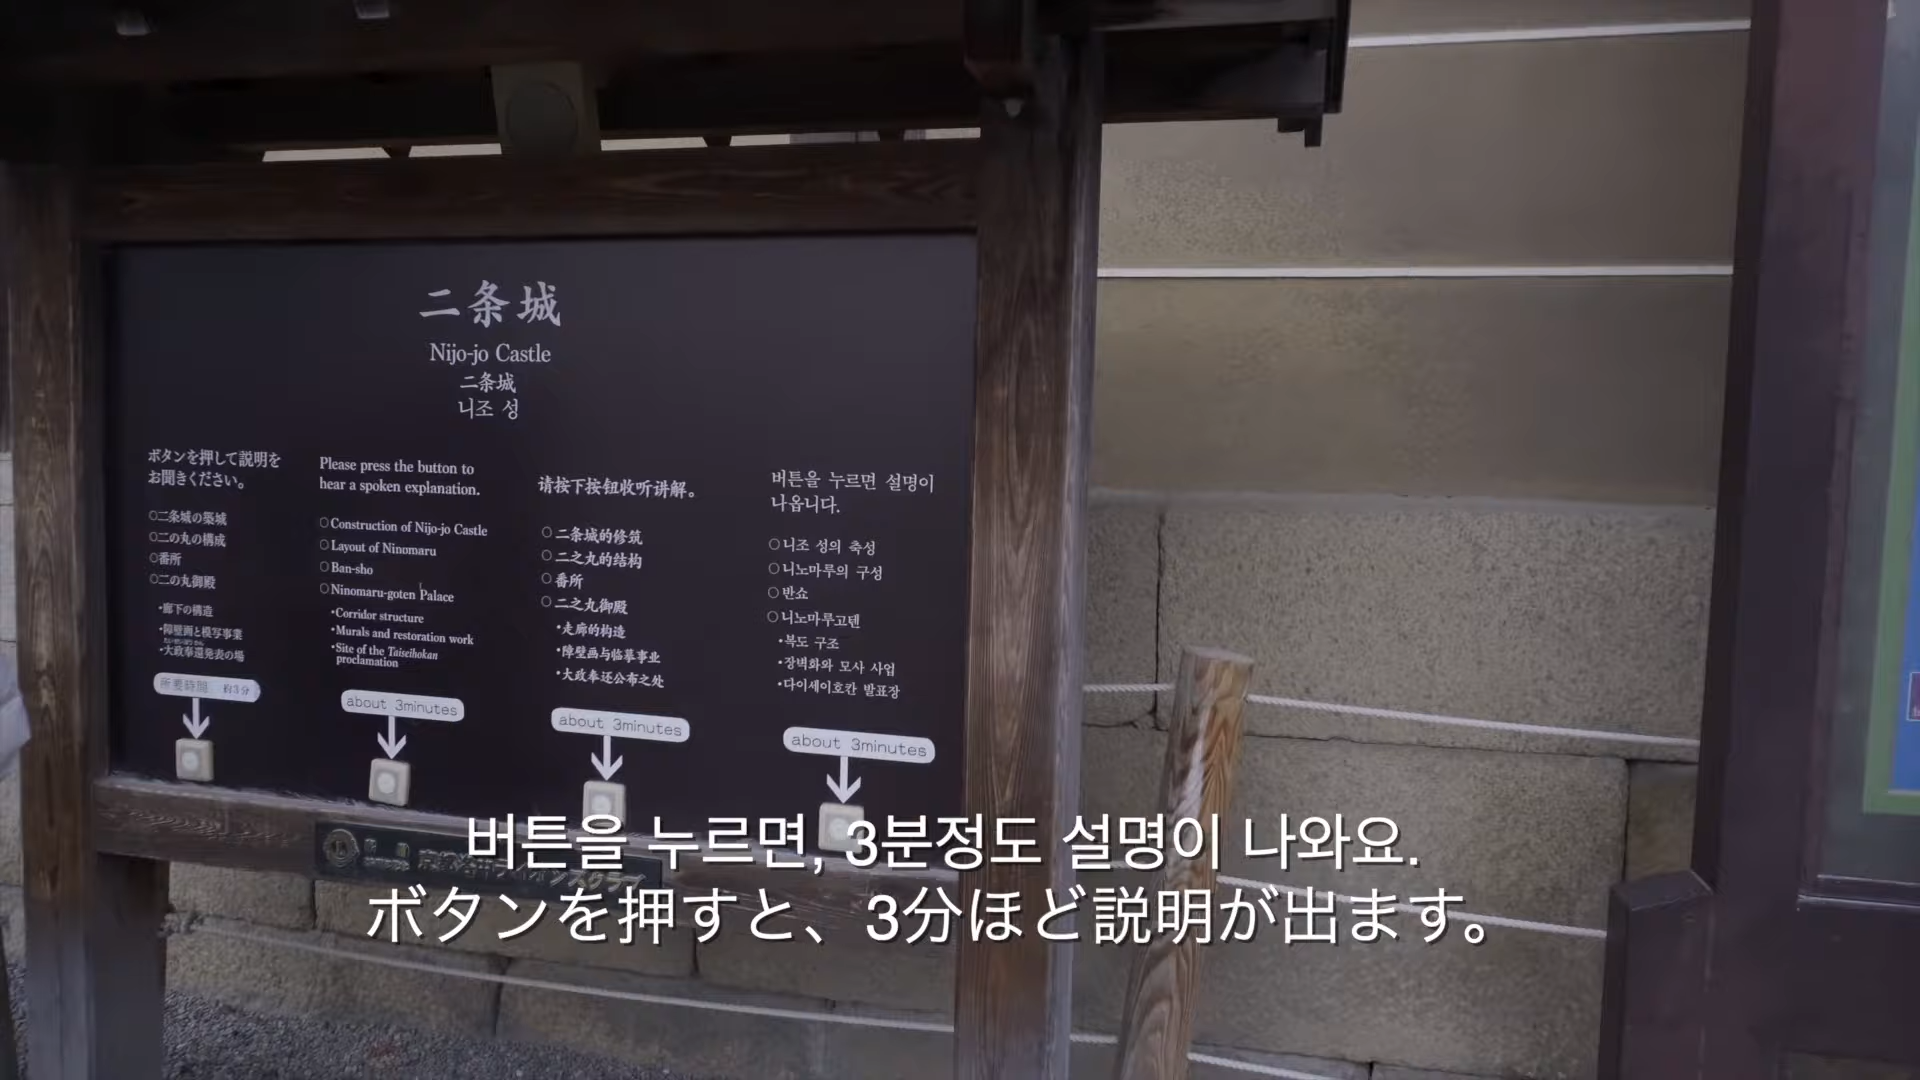 二条城
Nijo-jo Castle
二条城
니조 성
ボタンを押して説明を
お聞きください。
○二条城の築城
○二の丸の構成
○番所
○二の丸御殿
・廊下の構造
・障壁画と模写事業
・大政奉還発表の場
所要時間 約3分
Please press the button to
hear a spoken explanation.
○Construction of Nijo-jo Castle
○Layout of Ninomaru
○Ban-sho
○Ninomaru-goten Palace
・Corridor structure
・Murals and restoration work
・Site of the Taiseihokan
proclamation
about 3minutes
请按下按钮收听讲解。
○二条城的修筑
○二之丸的结构
○番所
○二之丸御殿
・走廊的构造
・障壁画与临摹事业
・大政奉还公布之处
about 3minutes
버튼을 누르면 설명이
나옵니다.
○니조 성의 축성
○니노마루의 구성
○반쇼
○니노마루고텐
・복도 구조
・장벽화와 모사 사업
・다이세이호칸 발표장
about 3minutes
버튼을 누르면, 3분정도 설명이 나와요.
ボタンを押すと、3分ほど説明が出ます。